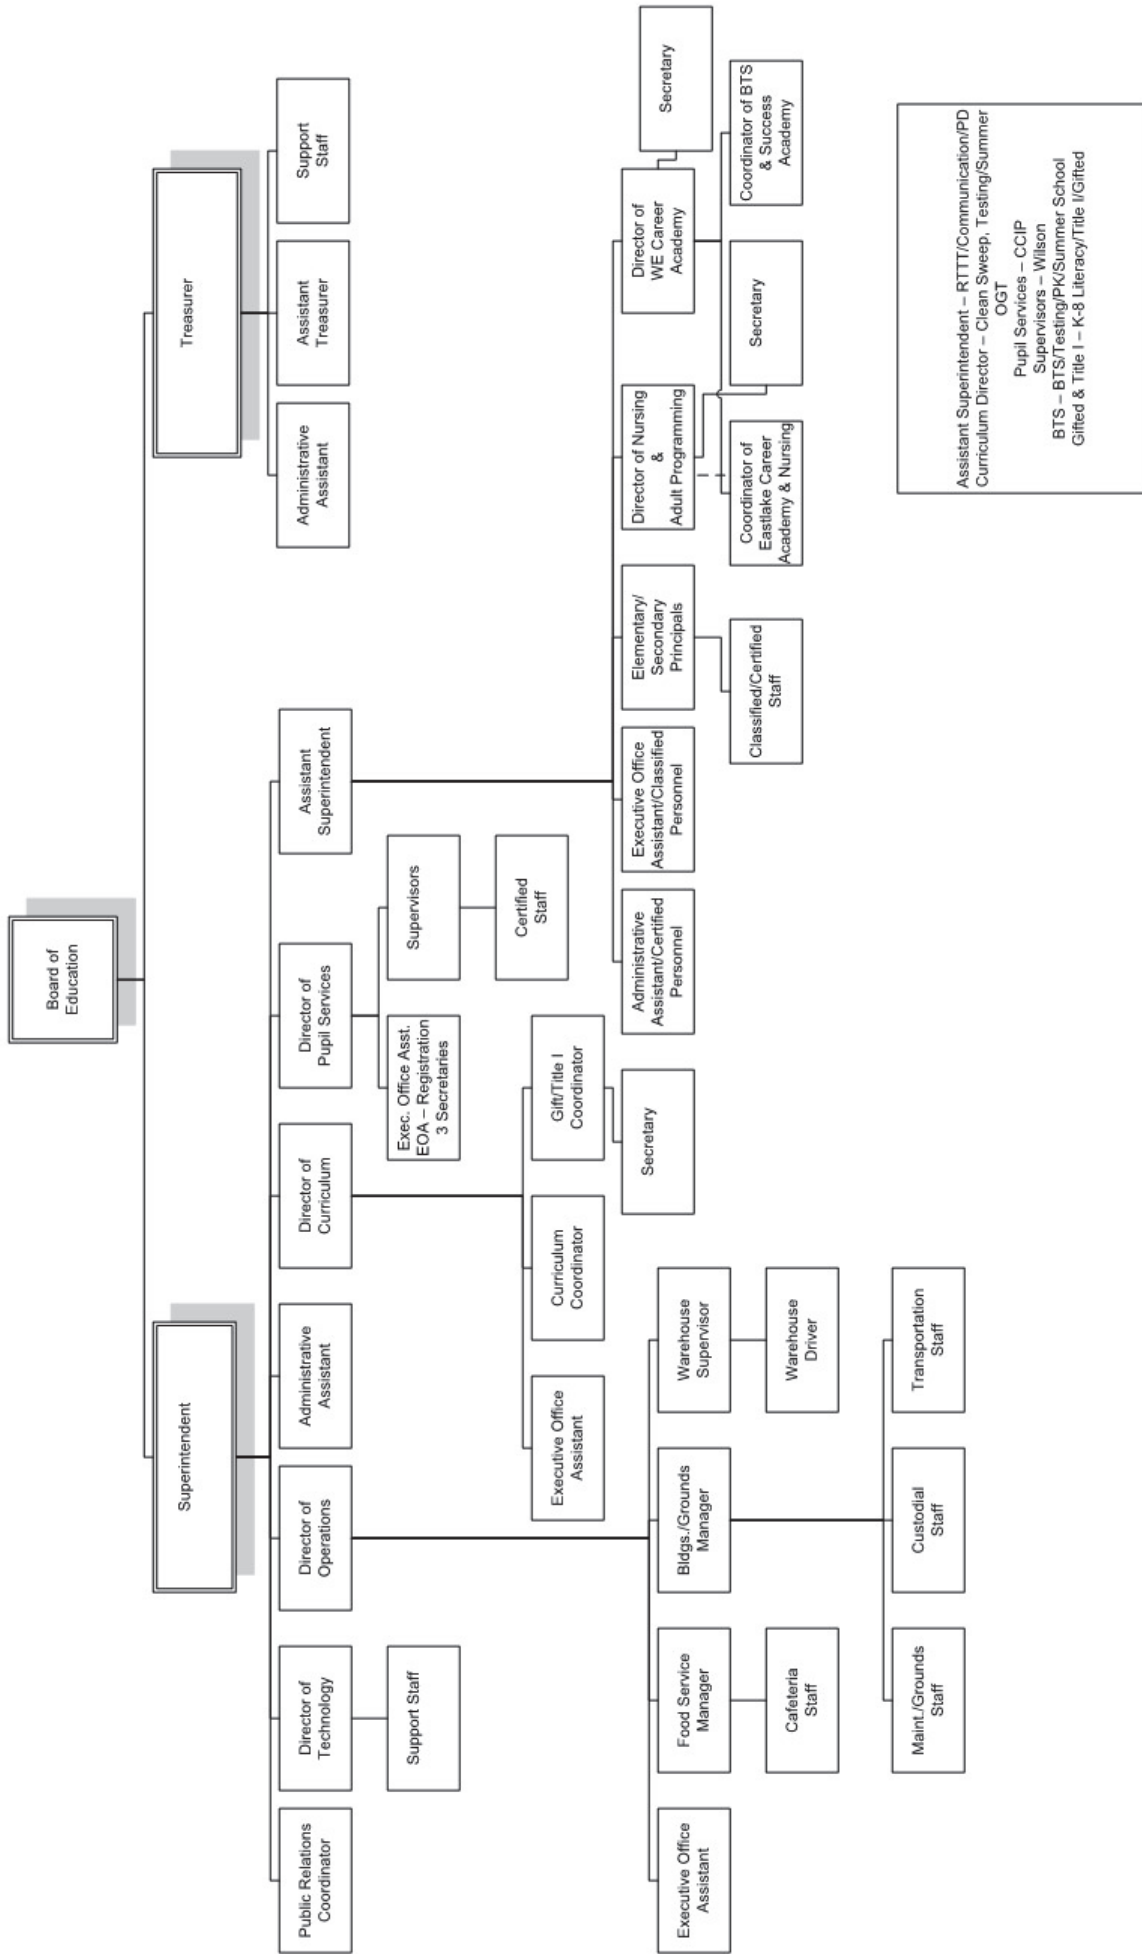 Board of
Education
Superintendent
Treasurer
Public Relations
Coordinator
Director of
Technology
Director of
Operations
Administrative
Assistant
Director of
Curriculum
Director of
Pupil Services
Assistant
Superintendent
Administrative
Assistant
Assistant
Treasurer
Support
Staff
Support Staff
Exec. Office Asst.
EOA – Registration
3 Secretaries
Supervisors
Certified
Staff
Executive Office
Assistant
Curriculum
Coordinator
Gift/Title I
Coordinator
Secretary
Administrative
Assistant/Certified
Personnel
Executive Office
Assistant/Classified
Personnel
Elementary/
Secondary
Principals
Director of Nursing
&
Adult Programming
Director of
WE Career
Academy
Secretary
Classified/Certified
Staff
Coordinator of
Eastlake Career
Academy & Nursing
Secretary
Coordinator of BTS
& Success
Academy
Executive Office
Assistant
Food Service
Manager
Bldgs./Grounds
Manager
Warehouse
Supervisor
Cafeteria
Staff
Warehouse
Driver
Maint./Grounds
Staff
Custodial
Staff
Transportation
Staff
Assistant Superintendent – RTTT/Communication/PD
Curriculum Director – Clean Sweep, Testing/Summer
OGT
Pupil Services – CCIP
Supervisors – Wilson
BTS – BTS/Testing/PK/Summer School
Gifted & Title I – K-8 Literacy/Title I/Gifted